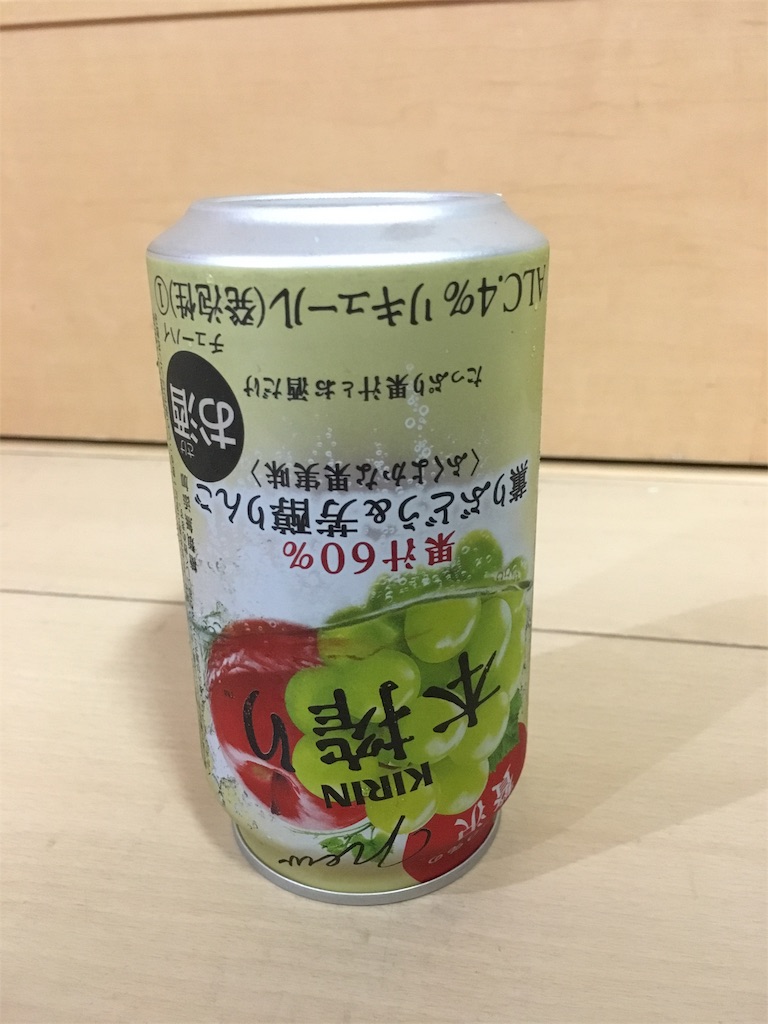 new
KIRIN
本搾り
贅沢
果汁60%
薫りぶどう&芳醇りんご
〈ふくよかな果実味〉
たっぷり果汁とお酒だけ
お酒
チューハイ
ALC.4% リキュール(発泡性)①